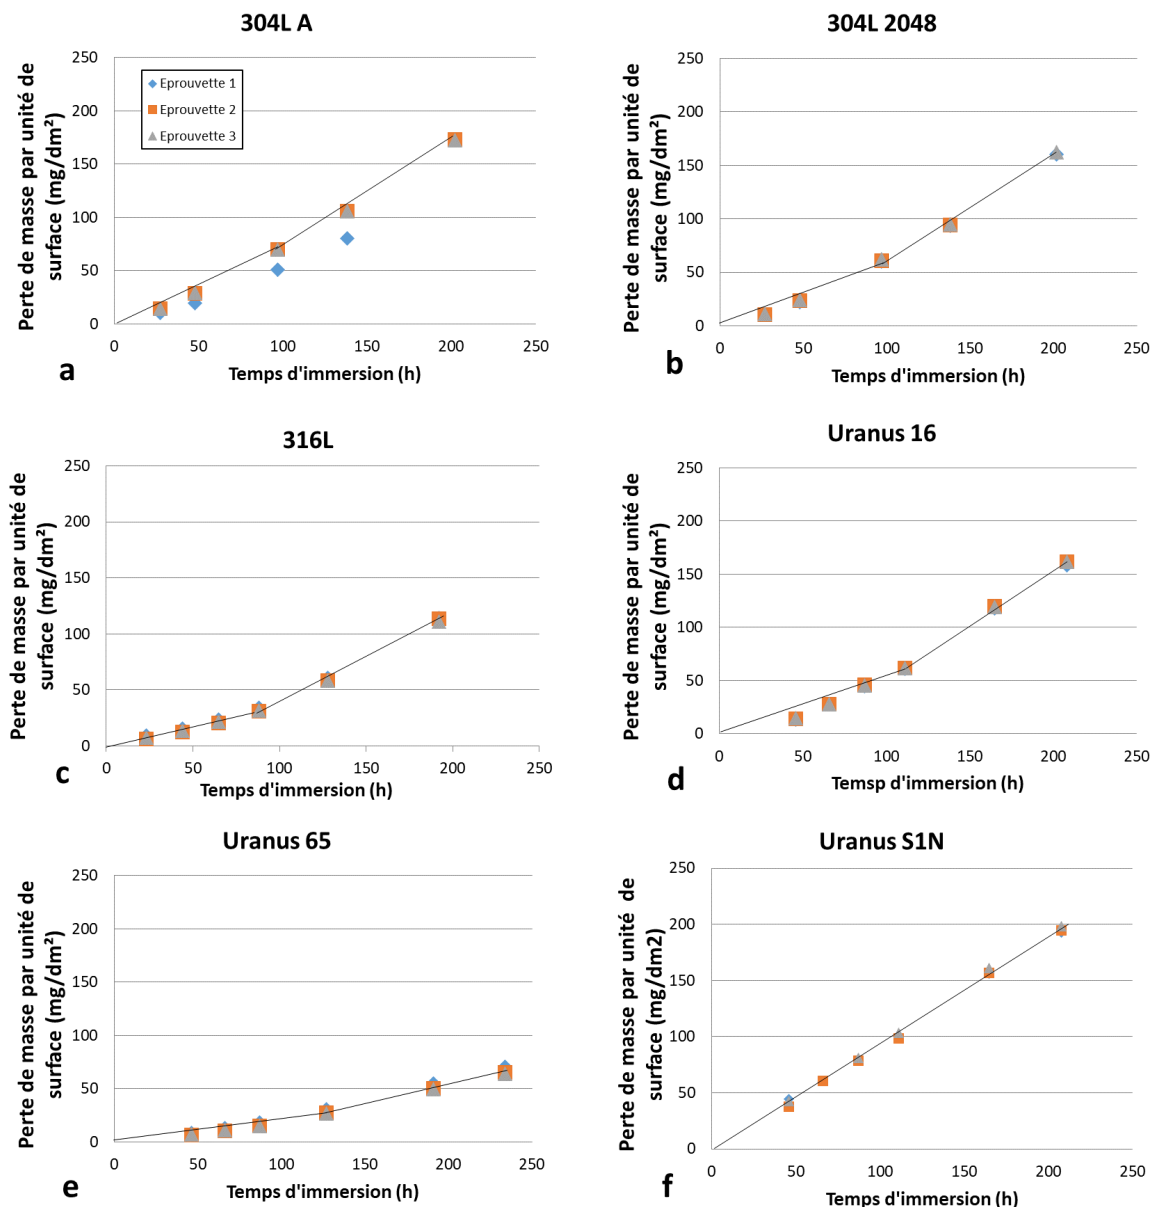 304L A
Perte de masse par unité de
surface (mg/dm²)
250
200
150
100
50
0
Eprouvette 1
Eprouvette 2
Eprouvette 3
0 50 100 150 200 250
Temps d'immersion (h)
a
304L 2048
Perte de masse par unité de
surface (mg/dm²)
250
200
150
100
50
0
0 50 100 150 200 250
Temps d'immersion (h)
b
316L
Perte de masse par unité de
surface (mg/dm²)
250
200
150
100
50
0
0 50 100 150 200 250
Temps d'immersion (h)
c
Uranus 16
Perte de masse par unité de
surface (mg/dm²)
250
200
150
100
50
0
0 50 100 150 200 250
Temsp d'immersion (h)
d
Uranus 65
Perte de masse par unité de
surface (mg/dm²)
250
200
150
100
50
0
0 50 100 150 200 250
Temps d'immersion (h)
e
Uranus S1N
Perte de masse par unité de
surface (mg/dm2)
250
200
150
100
50
0
0 50 100 150 200 250
Temps d'immersion (h)
f